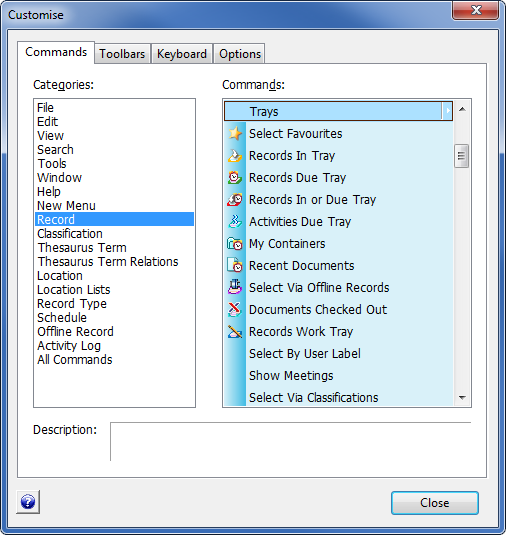 Customise
Commands Toolbars Keyboard Options
Categories:
File
Edit
View
Search
Tools
Window
Help
New Menu
Record
Classification
Thesaurus Term
Thesaurus Term Relations
Location
Location Lists
Record Type
Schedule
Offline Record
Activity Log
All Commands
Commands:
Trays
Select Favourites
Records In Tray
Records Due Tray
Records In or Due Tray
Activities Due Tray
My Containers
Recent Documents
Select Via Offline Records
Documents Checked Out
Records Work Tray
Select By User Label
Show Meetings
Select Via Classifications
Description:
Close